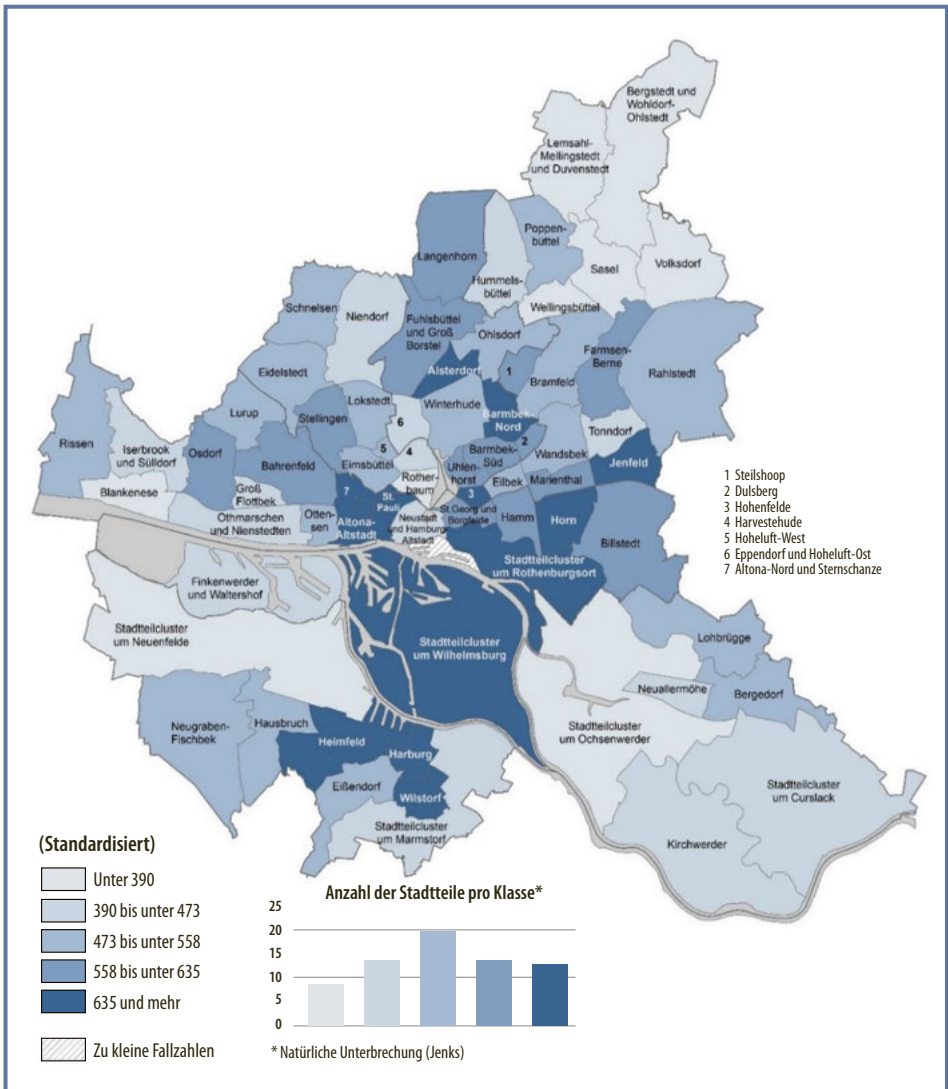 Bergstedt und
Wohldorf-
Ohlstedt
Lemsahl-
Mellingstedt
und Duvenstedt
Poppen-
büttel
Langenhorn
Sasel
Volksdorf
Hummels-
büttel
Wellingsbüttel
Schnelsen
Niendorf
Fuhlsbüttel
und Groß
Borstel
Ohlsdorf
Farmsen-
Berne
Rahlstedt
Eidelstedt
Alsterdorf
1
Bramfeld
Lokstedt
Winterhude
Lurup
Stellingen
6
Barmbek-
Nord
Tonndorf
Rissen
Iserbrook
und Sülldorf
Osdorf
Bahrenfeld
5
4
Eimsbüttel
Barmbek-
Süd
2
Wandsbek
Jenfeld
Blankenese
Groß
Flottbek
7
Rother-
baum
Uhlen-
horst
Eilbek
Marienthal
St.
Pauli
3
Othmarschen
und Nienstedten
Otten-
sen
Altona-
Altstadt
Neustadt
und Hamburg-
Altstadt
St.Georg und
Borgfelde
Hamm
Horn
Billstedt
Stadtteilcluster
um Rothenburgsort
1 Steilshoop
2 Dulsberg
3 Hohenfelde
4 Harvestehude
5 Hoheluft-West
6 Eppendorf und Hoheluft-Ost
7 Altona-Nord und Sternschanze
Finkenwerder
und Waltershof
Stadtteilcluster
um Neuenfelde
Stadtteilcluster
um Wilhelmsburg
Lohbrügge
Neuallermöhe
Bergedorf
Neugraben-
Fischbek
Hausbruch
Heimfeld
Harburg
Stadtteilcluster
um Ochsenwerder
Eißendorf
Wilstorf
Stadtteilcluster
um Curslack
Stadtteilcluster
um Marmstorf
Kirchwerder
(Standardisiert)
Unter 390
390 bis unter 473
473 bis unter 558
558 bis unter 635
635 und mehr
Zu kleine Fallzahlen
Anzahl der Stadtteile pro Klasse*
25
20
15
10
5
0
* Natürliche Unterbrechung (Jenks)